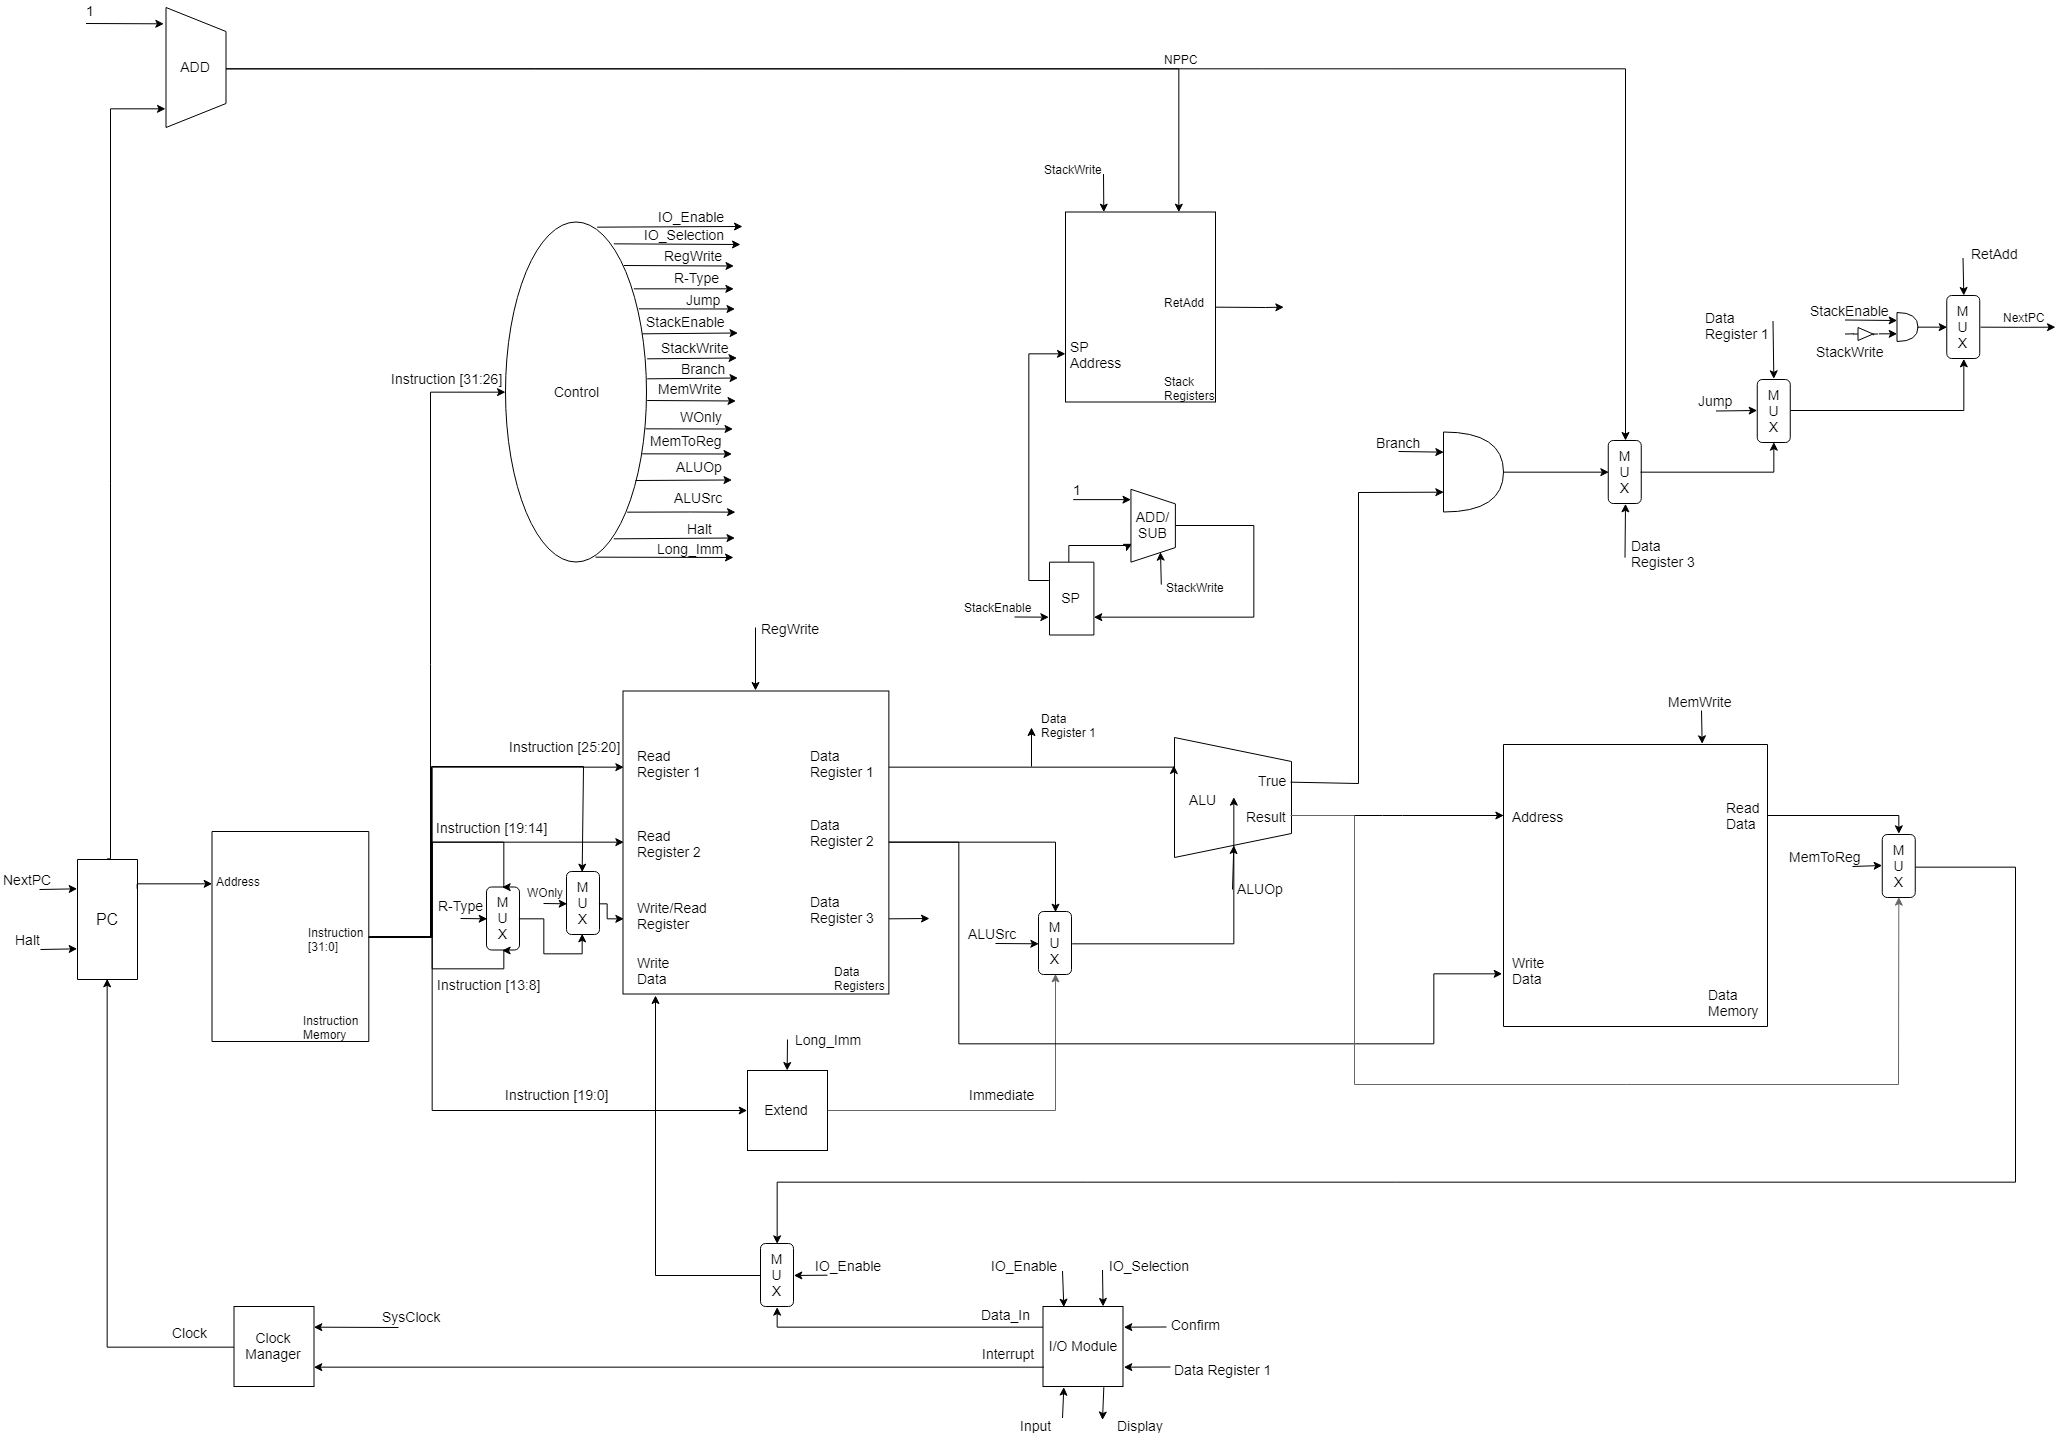 1
ADD
NPPC
StackWrite
IO_Enable
IO_Selection
RegWrite
R-Type
Jump
StackEnable
StackWrite
Branch
MemWrite
WOnly
MemToReg
ALUOp
ALUSrc
Halt
Long_Imm
Instruction [31:26]
Control
RetAdd
SP
Address
Stack
Registers
RetAdd
StackEnable
StackWrite
M
U
X
NextPC
Data
Register 1
Jump
M
U
X
Branch
M
U
X
Data
Register 3
1
ADD/
SUB
StackWrite
SP
StackEnable
RegWrite
Instruction [25:20]
Read
Register 1
Data
Register 1
Data
Register 1
Instruction [19:14]
Read
Register 2
Data
Register 2
R-Type
M
U
X
WOnly
M
U
X
Write/Read
Register
Data
Register 3
Write
Data
Data
Registers
Instruction [13:8]
ALU
True
Result
ALUOp
ALUSrc
M
U
X
MemWrite
Address
Read
Data
Write
Data
Data
Memory
MemToReg
M
U
X
NextPC
Halt
PC
Address
Instruction
[31:0]
Instruction
Memory
Long_Imm
Instruction [19:0]
Extend
Immediate
M
U
X
IO_Enable
IO_Enable
IO_Selection
Data_In
Confirm
I/O Module
Interrupt
Data Register 1
Input
Display
SysClock
Clock
Clock
Manager